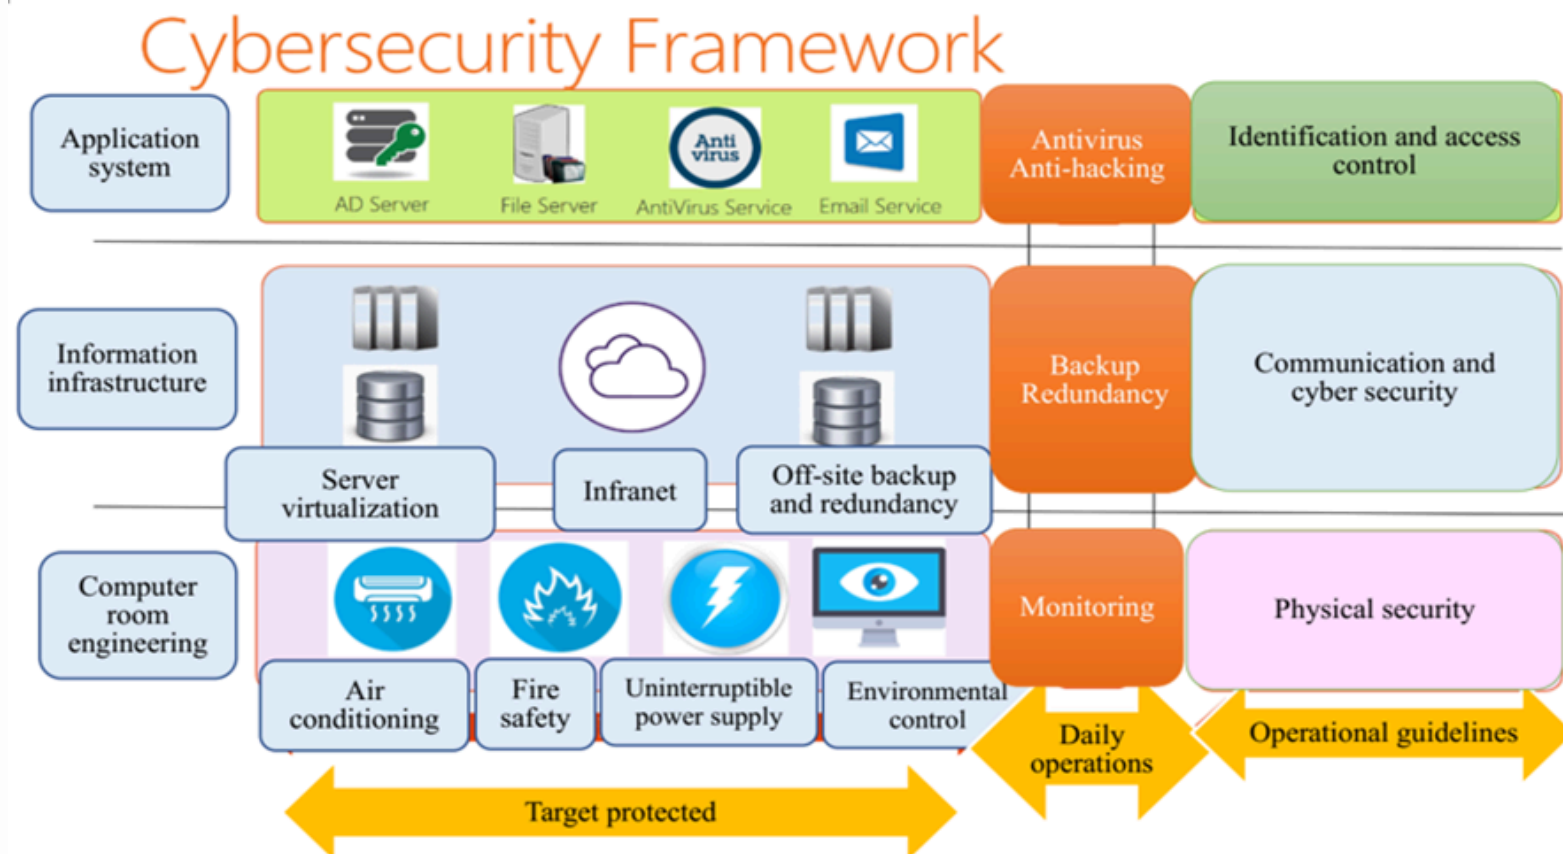 Cybersecurity Framework
Application
system
Anti
virus
AD Server
File Server
AntiVirus Service
Email Service
Antivirus
Anti-hacking
Identification and access
control
Information
infrastructure
Server
virtualization
Infranet
Off-site backup
and redundancy
Backup
Redundancy
Communication and
cyber security
Computer
room
engineering
Air
conditioning
Fire
safety
Uninterruptible
power supply
Environmental
control
Monitoring
Physical security
Target protected
Daily
operations
Operational guidelines